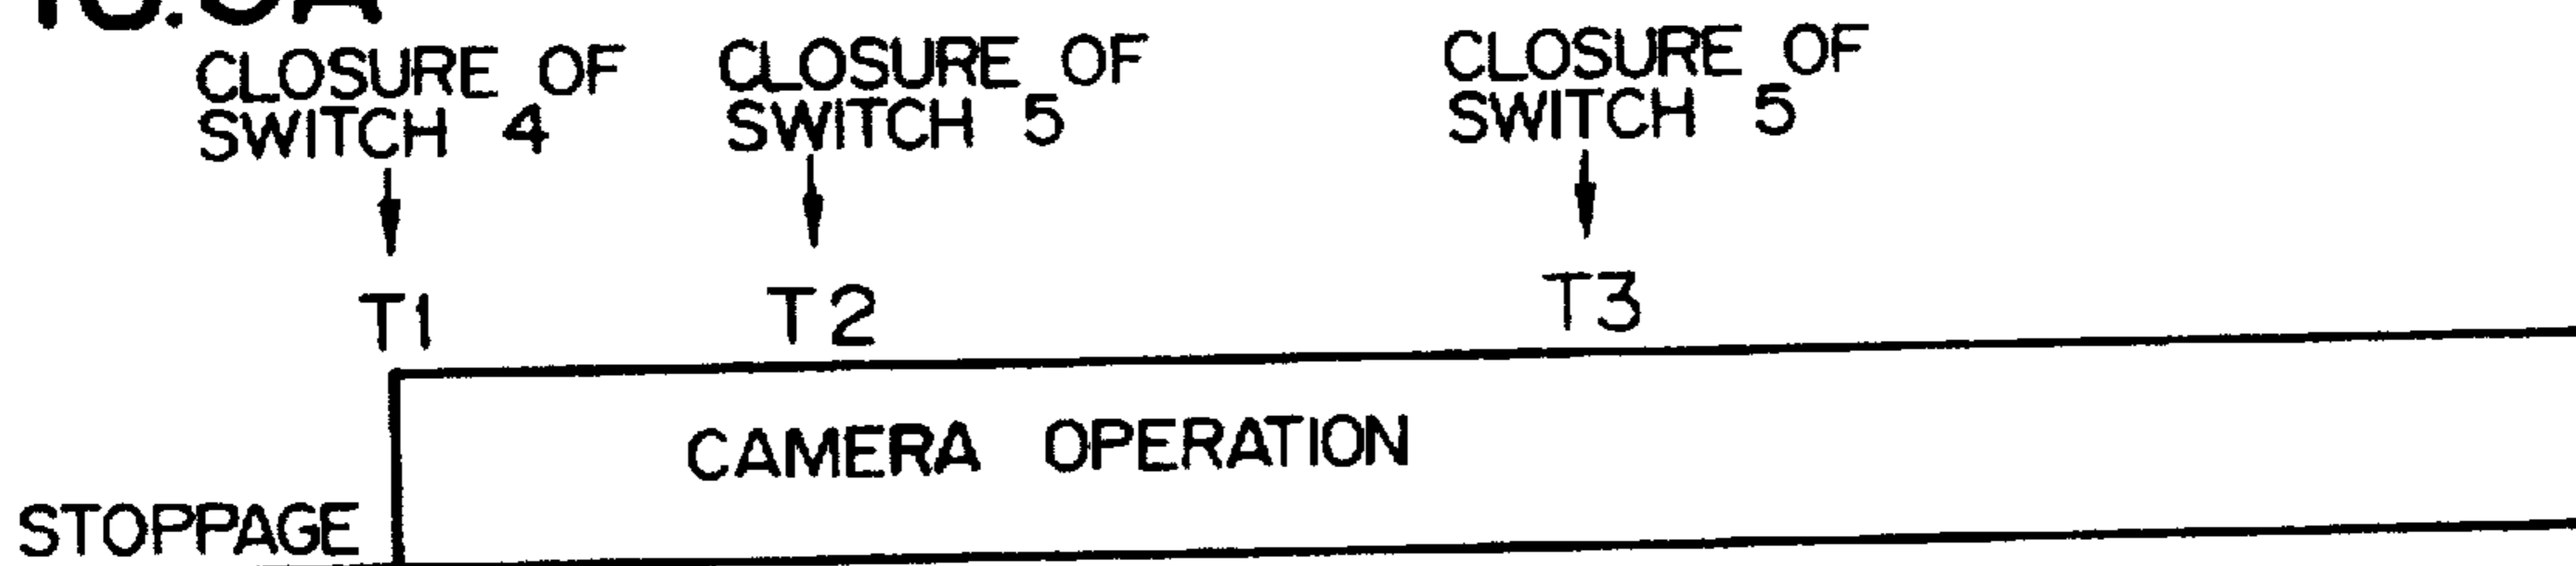 CLOSURE OF
SWITCH 4
CLOSURE OF
SWITCH 5
CLOSURE OF
SWITCH 5
T1
T2
T3
CAMERA OPERATION
STOPPAGE